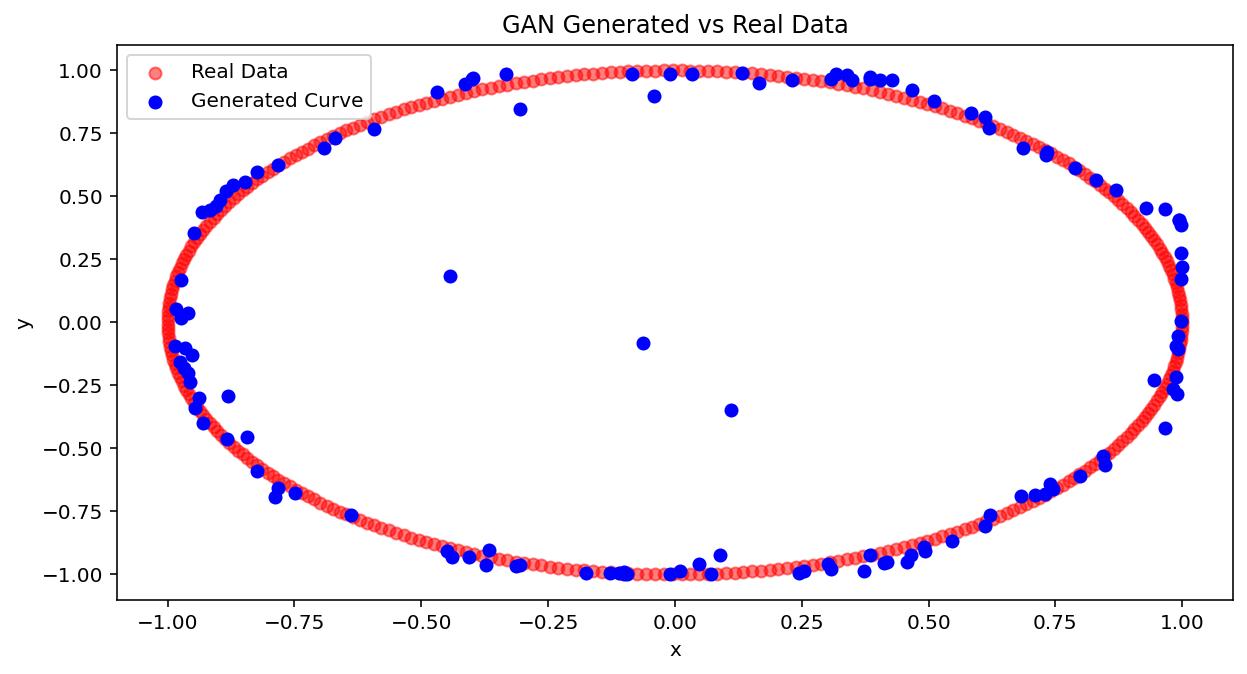 GAN Generated vs Real Data
Real Data
Generated Curve
1.00
0.75
0.50
0.25
0.00
−0.25
−0.50
−0.75
−1.00
y
−1.00 −0.75 −0.50 −0.25 0.00 0.25 0.50 0.75 1.00
x